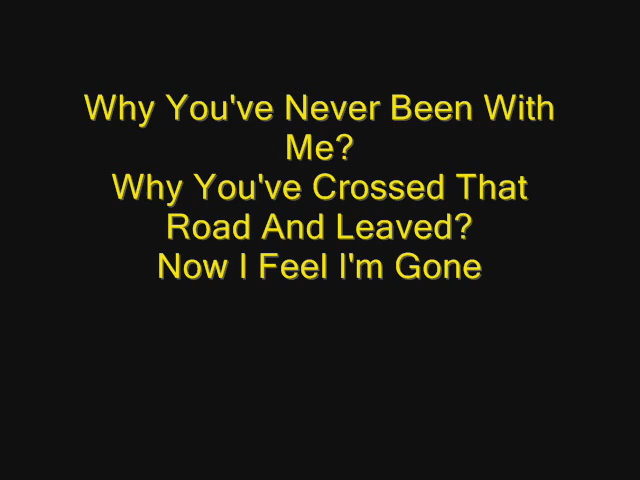 Why You've Never Been With
Me?
Why You've Crossed That
Road And Leaved?
Now I Feel I'm Gone